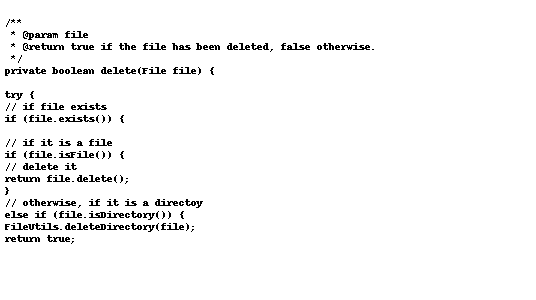 /**
* @param file
* @return true if the file has been deleted, false otherwise.
*/
private boolean delete(File file) {
try {
// if file exists
if (file.exists()) {
// if it is a file
if (file.isFile()) {
// delete it
return file.delete();
}
// otherwise, if it is a directoy
else if (file.isDirectory()) {
FileUtils.deleteDirectory(file);
return true;